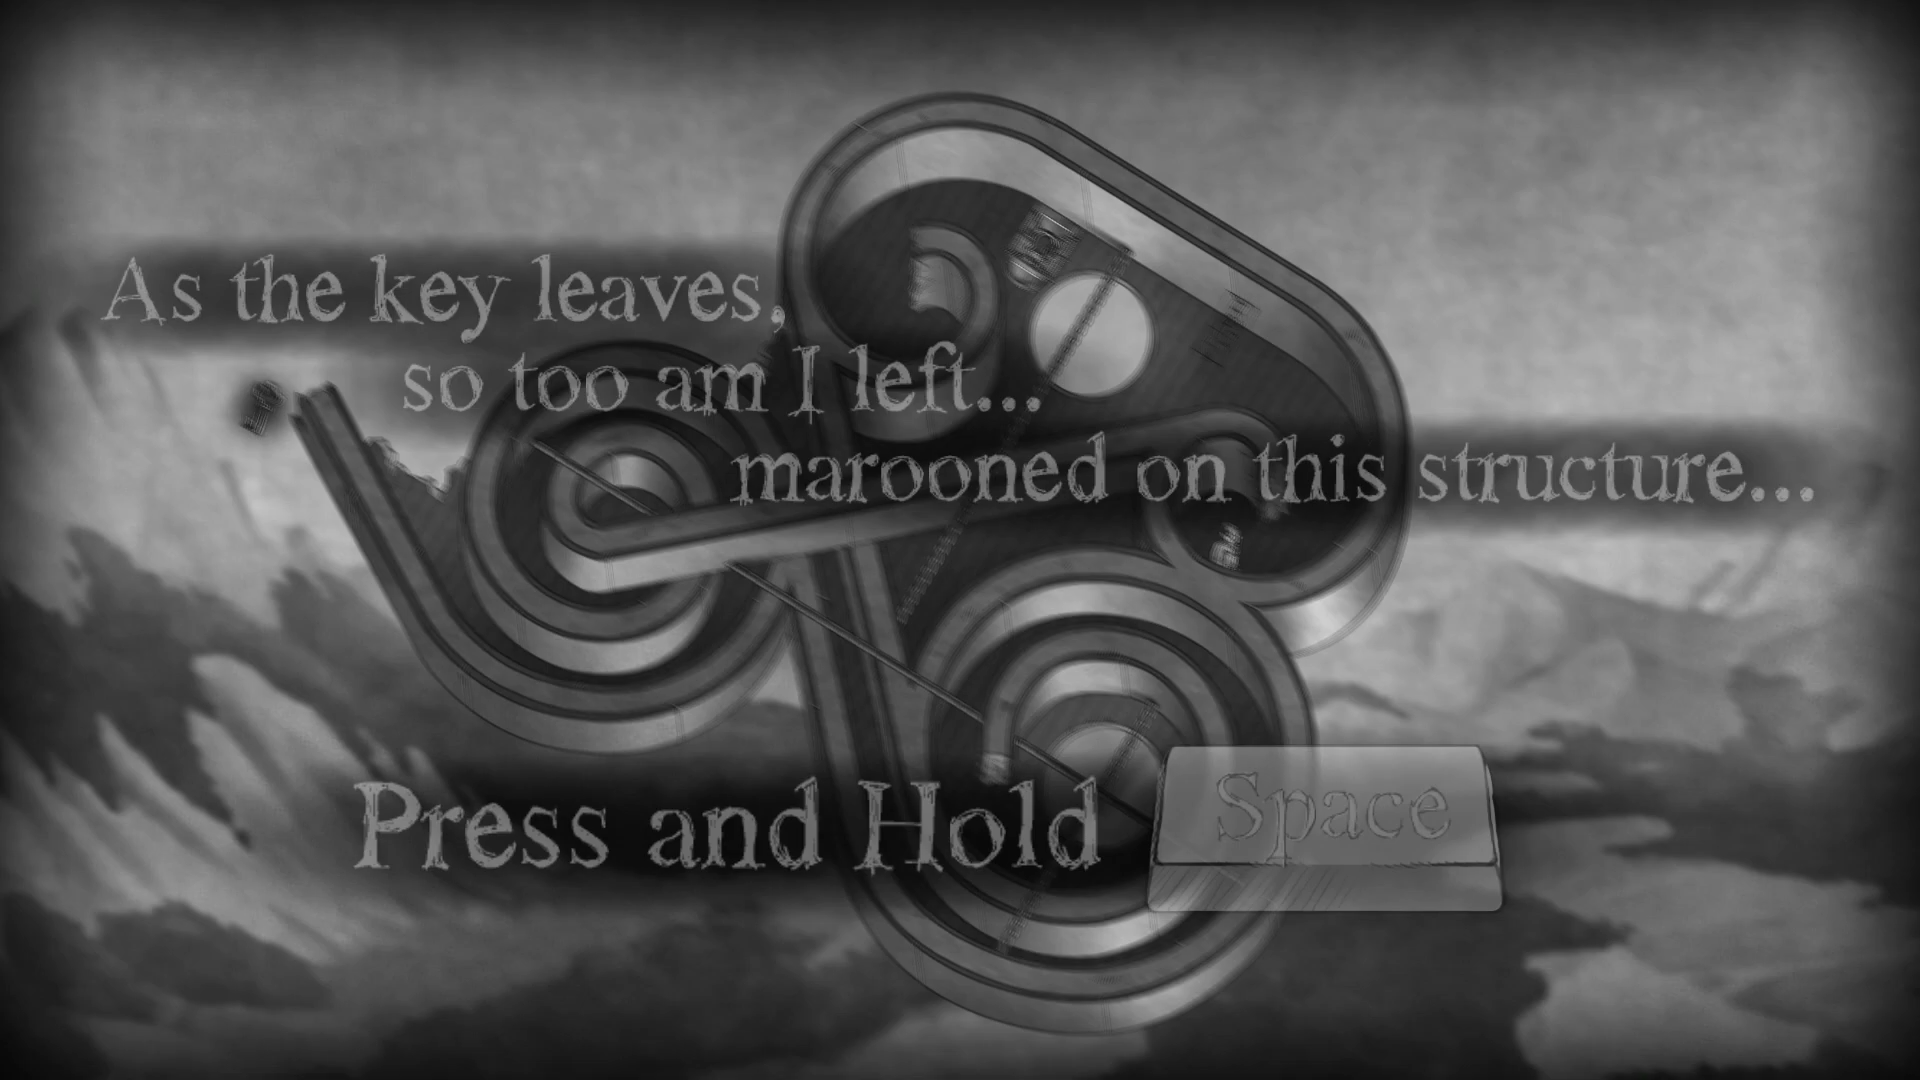 As the key leaves,
so too am I left...
marooned on this structure...
Press and Hold Space